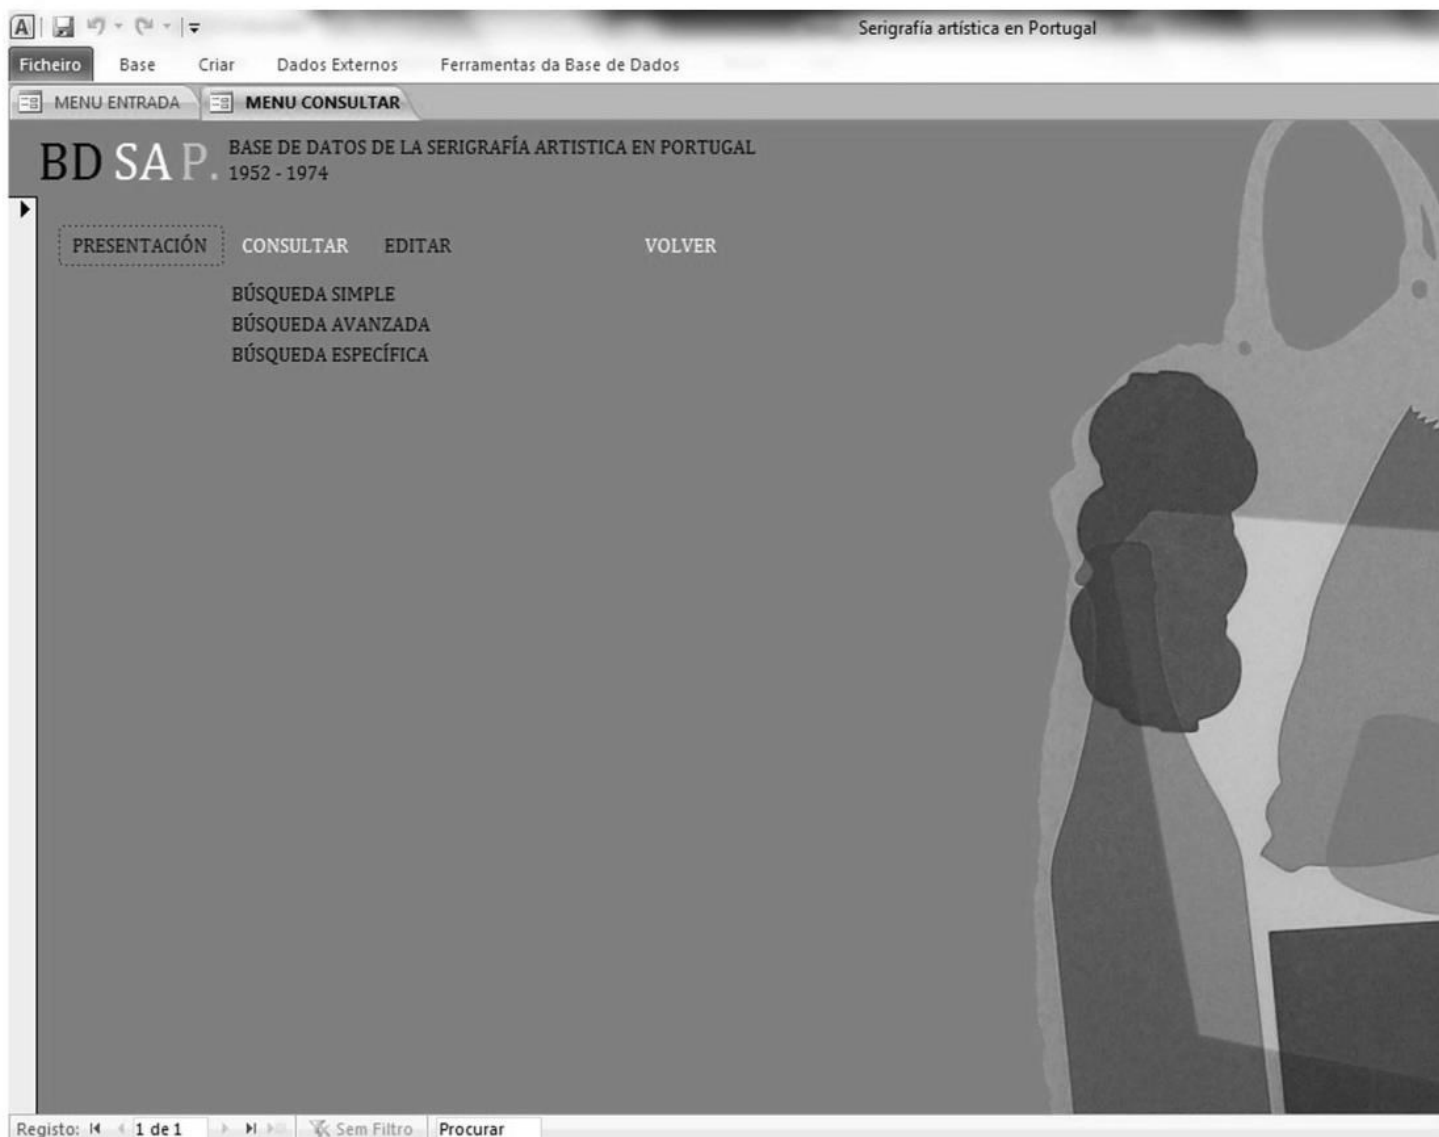 A
Serigrafía artística en Portugal
Ficheiro Base Criar Dados Externos Ferramentas da Base de Dados
MENU ENTRADA MENU CONSULTAR
BD SA P. BASE DE DATOS DE LA SERIGRAFÍA ARTISTICA EN PORTUGAL
1952 - 1974
PRESENTACIÓN CONSULTAR EDITAR VOLVER
BÚSQUEDA SIMPLE
BÚSQUEDA AVANZADA
BÚSQUEDA ESPECÍFICA
Registo: 1 de 1 Sem Filtro Procurar